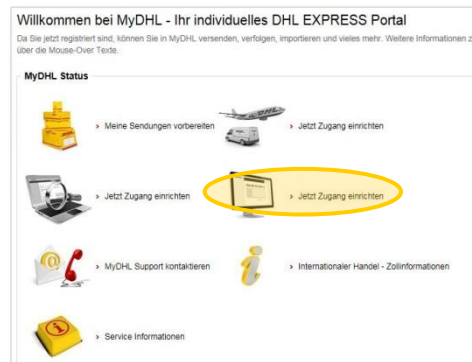 Willkommen bei MyDHL - Ihr individuelles DHL EXPRESS Portal
Da Sie jetzt registriert sind, können Sie in MyDHL versenden, verfolgen, importieren und vieles mehr. Weitere Informationen z
über die Mouse-Over Texte.
MyDHL Status
Meine Sendungen vorbereiten
DHL
Jetzt Zugang einrichten
Jetzt Zugang einrichten
Jetzt Zugang einrichten
MyDHL Support kontaktieren
Internationaler Handel - Zollinformationen
Service Informationen